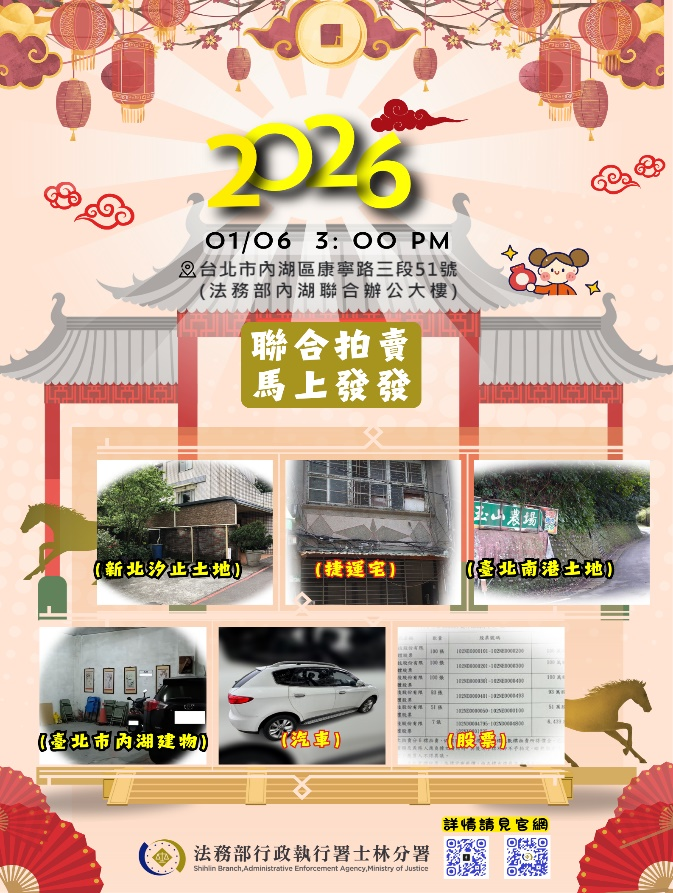 2026
01/06 3:00 PM
台北市內湖區康寧路三段51號
(法務部內湖聯合辦公大樓)
聯合拍賣
馬上發發
玉山農場
(新北汐止土地)
(捷運宅)
(臺北南港土地)
(臺北市內湖建物)
(汽車)
(股票)
詳情請見官網
法務部行政執行署士林分署
Shihlin Branch,Administrative Enforcement Agency,Ministry of Justice